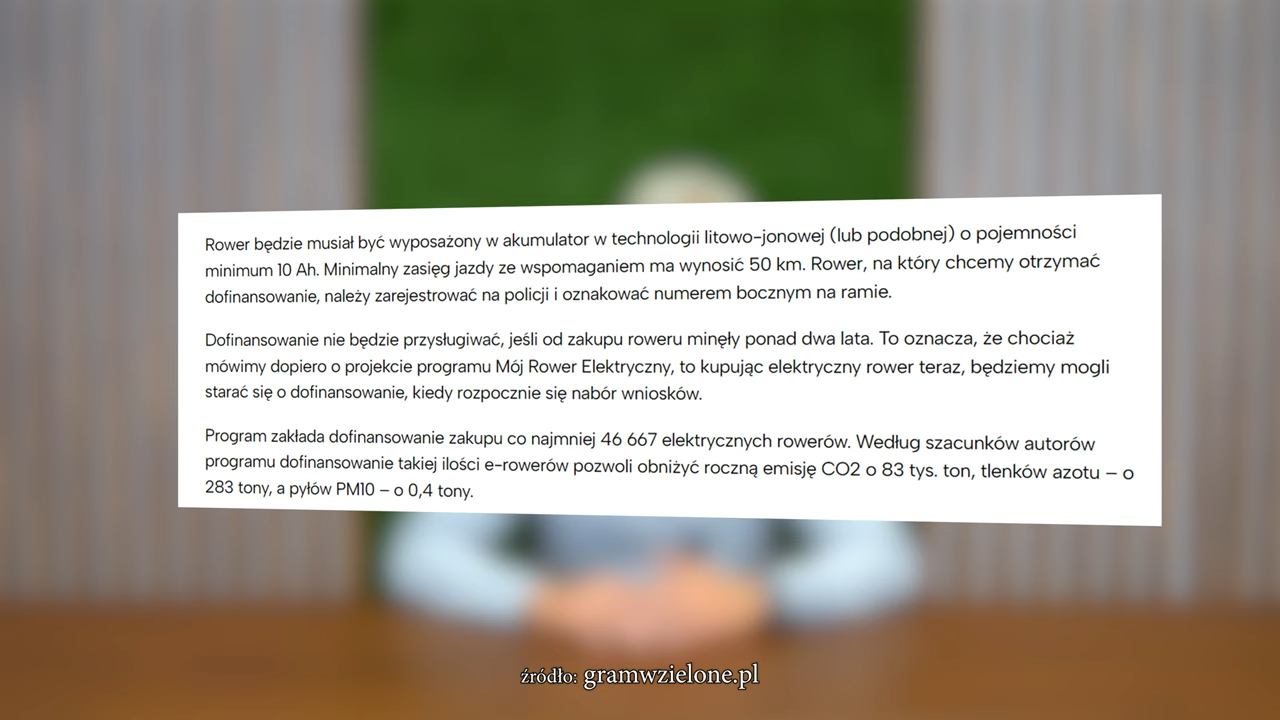 Rower będzie musiał być wyposażony w akumulator w technologii litowo-jonowej (lub podobnej) o pojemności
minimum 10 Ah. Minimalny zasięg jazdy ze wspomaganiem ma wynosić 50 km. Rower, na który chcemy otrzymać
dofinansowanie, należy zarejestrować na policji i oznakować numerem bocznym na ramie.
Dofinansowanie nie będzie przysługiwać, jeśli od zakupu roweru minęły ponad dwa lata. To oznacza, że chociaż
mówimy dopiero o projekcie programu Mój Rower Elektryczny, to kupując elektryczny rower teraz, będziemy mogli
starać się o dofinansowanie, kiedy rozpocznie się nabór wniosków.
Program zakłada dofinansowanie zakupu co najmniej 46 667 elektrycznych rowerów. Według szacunków autorów
programu dofinansowanie takiej ilości e-rowerów pozwoli obniżyć roczną emisję CO2 o 83 tys. ton, tlenków azotu – o
283 tony, a pyłów PM10 – o 0,4 tony.
źródło: gramwzielone.pl